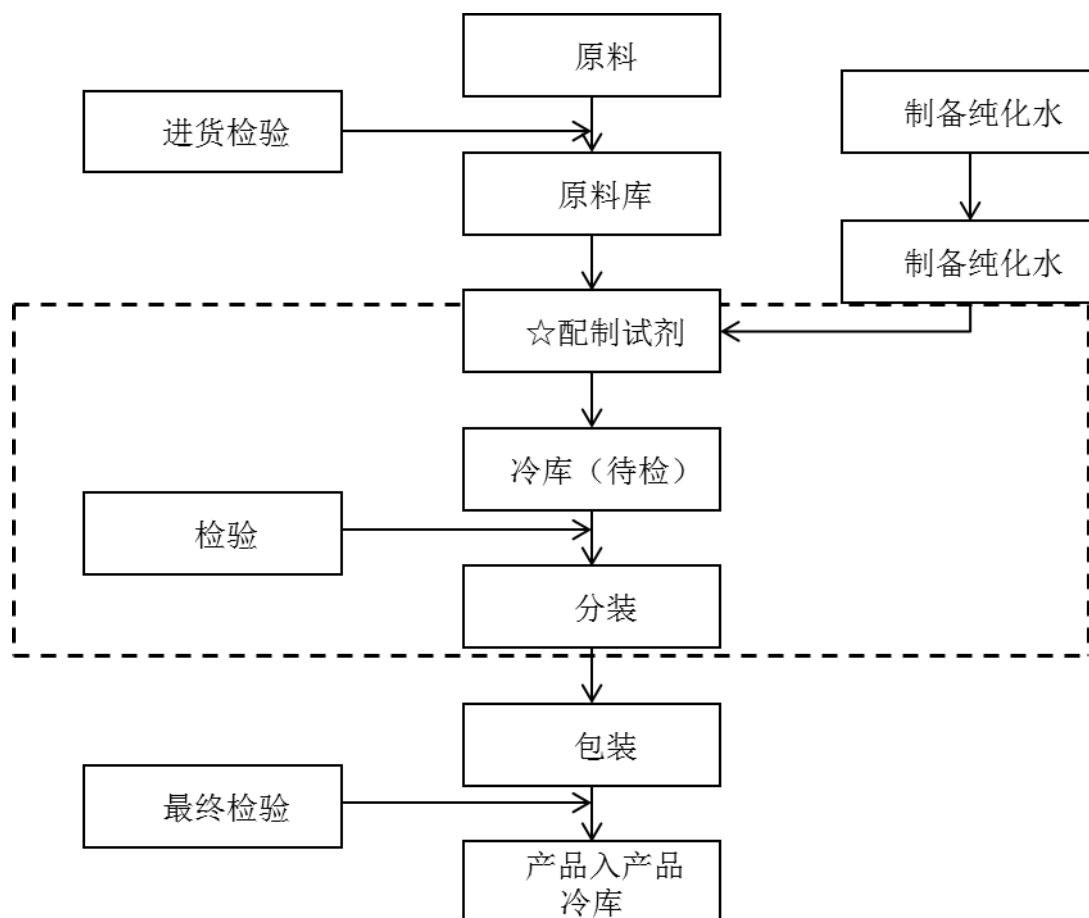 原料
制备纯化水
进货检验
原料库
制备纯化水
☆配制试剂
冷库（待检）
检验
分装
包装
最终检验
产品入产品
冷库